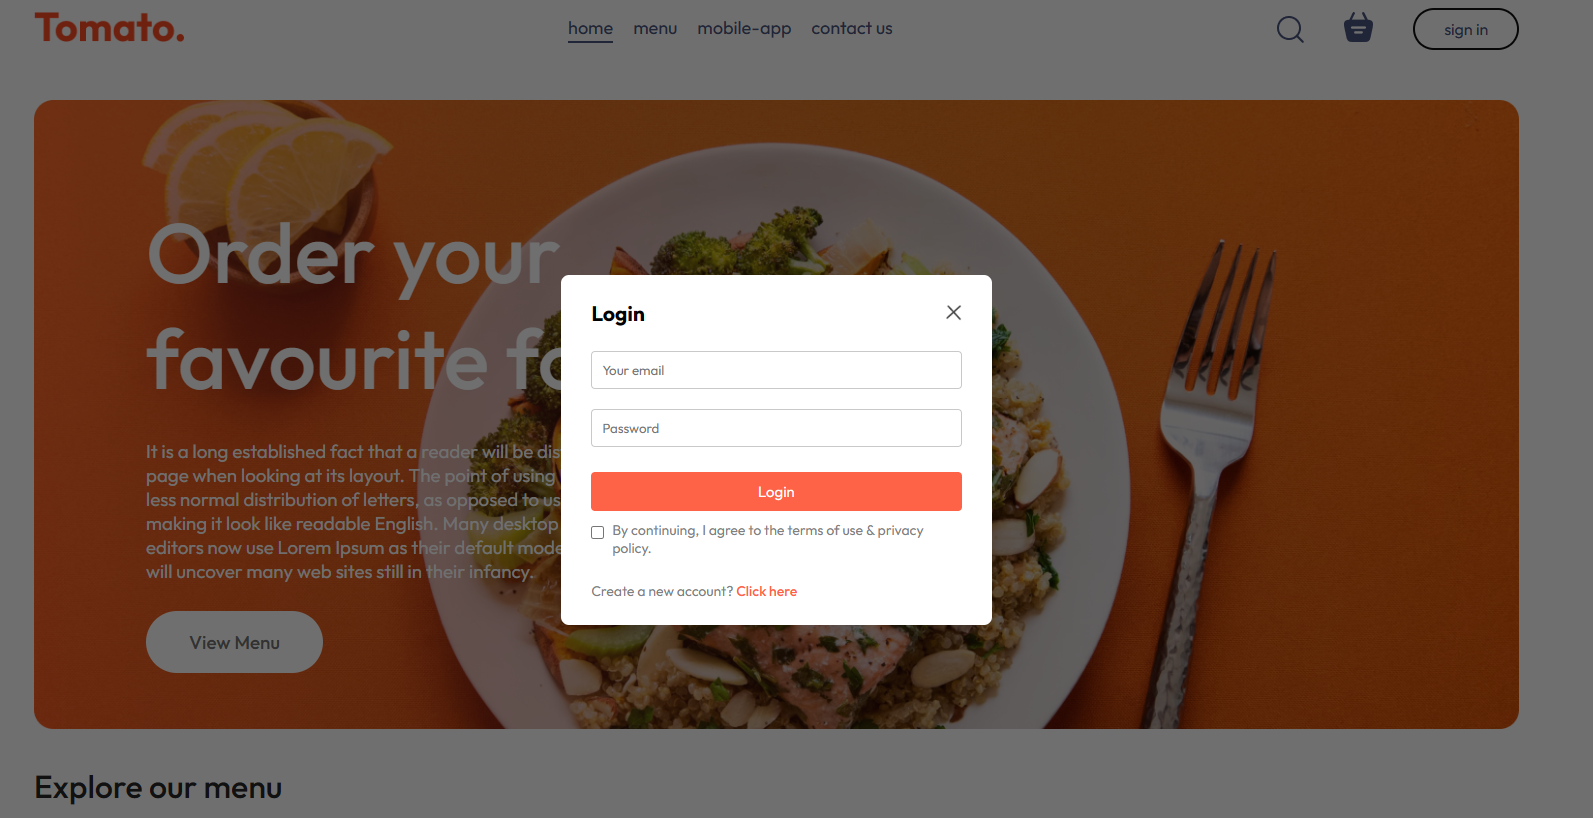 Tomato.
home menu mobile-app contact us
sign in
Order your
favourite
It is a long established fact that a reader will be
page when looking at its layout. The point of using
less normal distribution of letters, as opposed to
making it look like readable English. Many desktop
editors now use Lorem Ipsum as their default
will uncover many web sites still in their infancy.
View Menu
Login
Your email
Password
Login
By continuing, I agree to the terms of use & privacy
policy.
Create a new account? Click here
Explore our menu